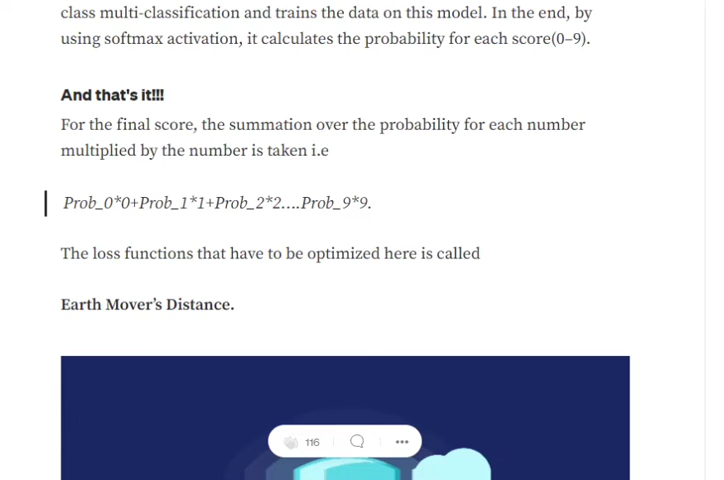 class multi-classification and trains the data on this model. In the end, by
using softmax activation, it calculates the probability for each score(0–9).
And that's it!!!
For the final score, the summation over the probability for each number
multiplied by the number is taken i.e
Prob_0*0+Prob_1*1+Prob_2*2….Prob_9*9.
The loss functions that have to be optimized here is called
Earth Mover’s Distance.
116